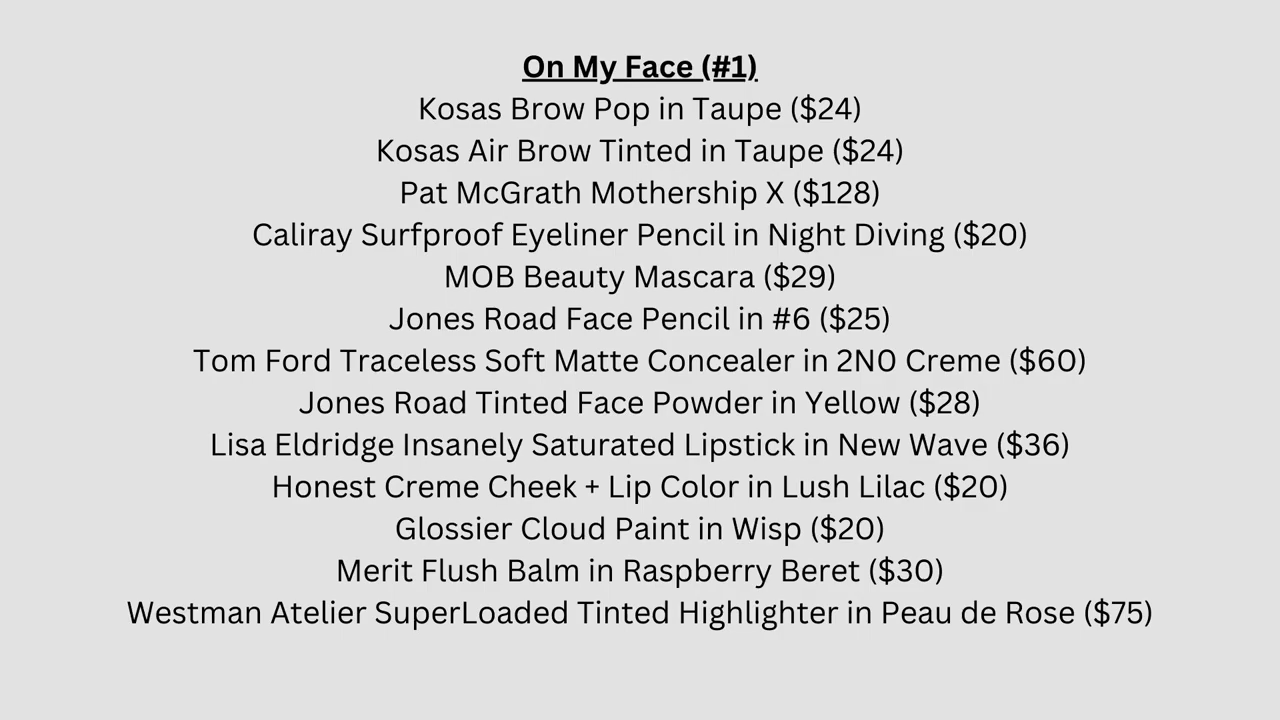 On My Face (#1)
Kosas Brow Pop in Taupe ($24)
Kosas Air Brow Tinted in Taupe ($24)
Pat McGrath Mothership X ($128)
Caliray Surfproof Eyeliner Pencil in Night Diving ($20)
MOB Beauty Mascara ($29)
Jones Road Face Pencil in #6 ($25)
Tom Ford Traceless Soft Matte Concealer in 2N0 Creme ($60)
Jones Road Tinted Face Powder in Yellow ($28)
Lisa Eldridge Insanely Saturated Lipstick in New Wave ($36)
Honest Creme Cheek + Lip Color in Lush Lilac ($20)
Glossier Cloud Paint in Wisp ($20)
Merit Flush Balm in Raspberry Beret ($30)
Westman Atelier SuperLoaded Tinted Highlighter in Peau de Rose ($75)